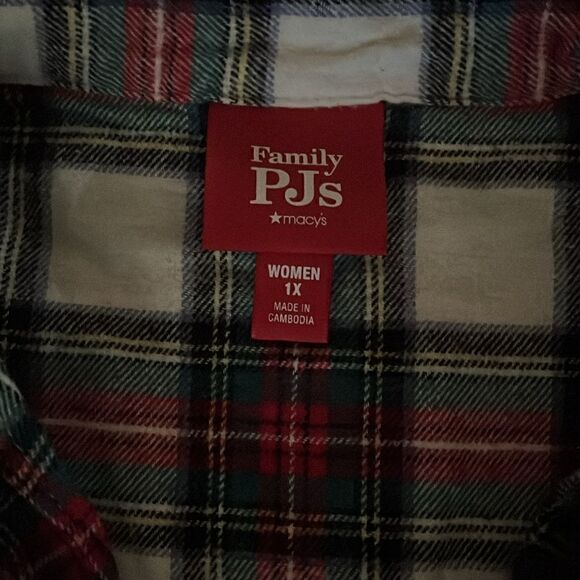 Family
PJs
★macy's
WOMEN
1X
MADE IN
CAMBODIA